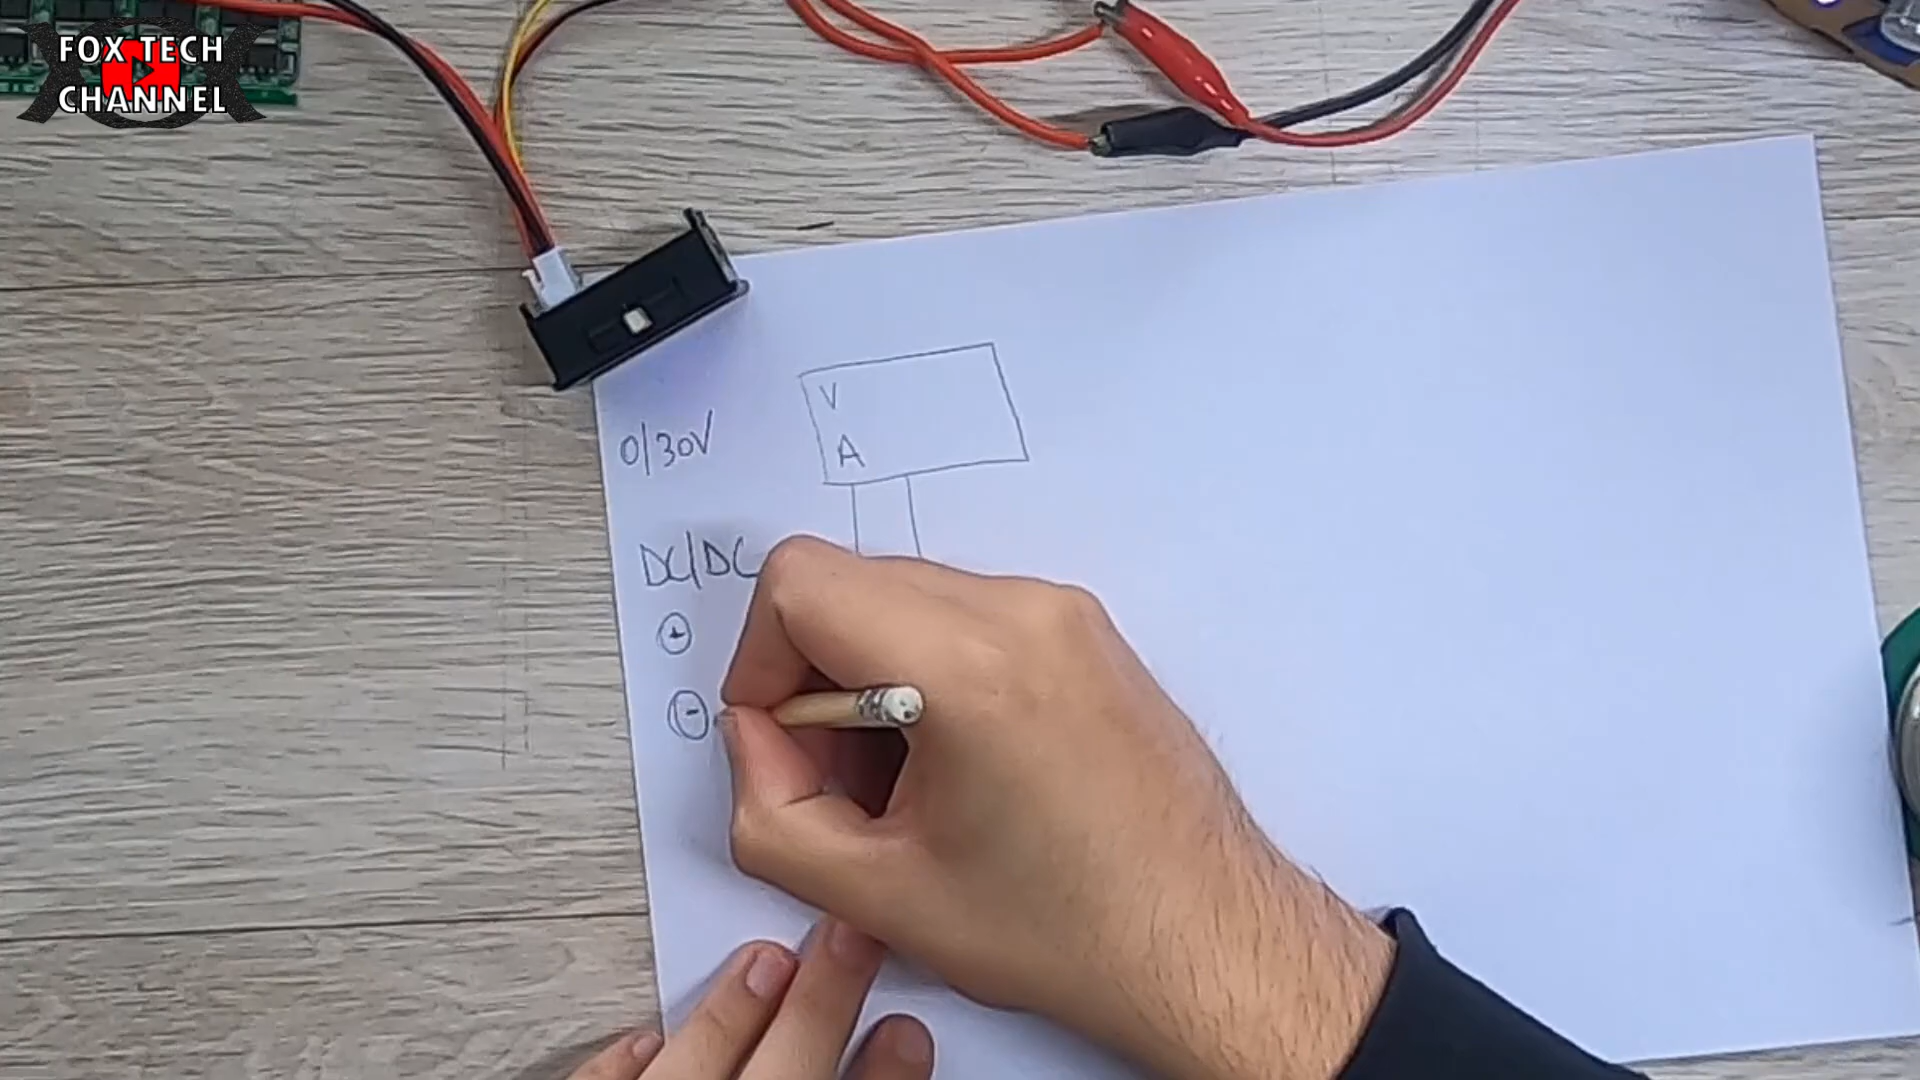 FOX TECH
CHANNEL
V
0/30V
A
DC/DC
+
-